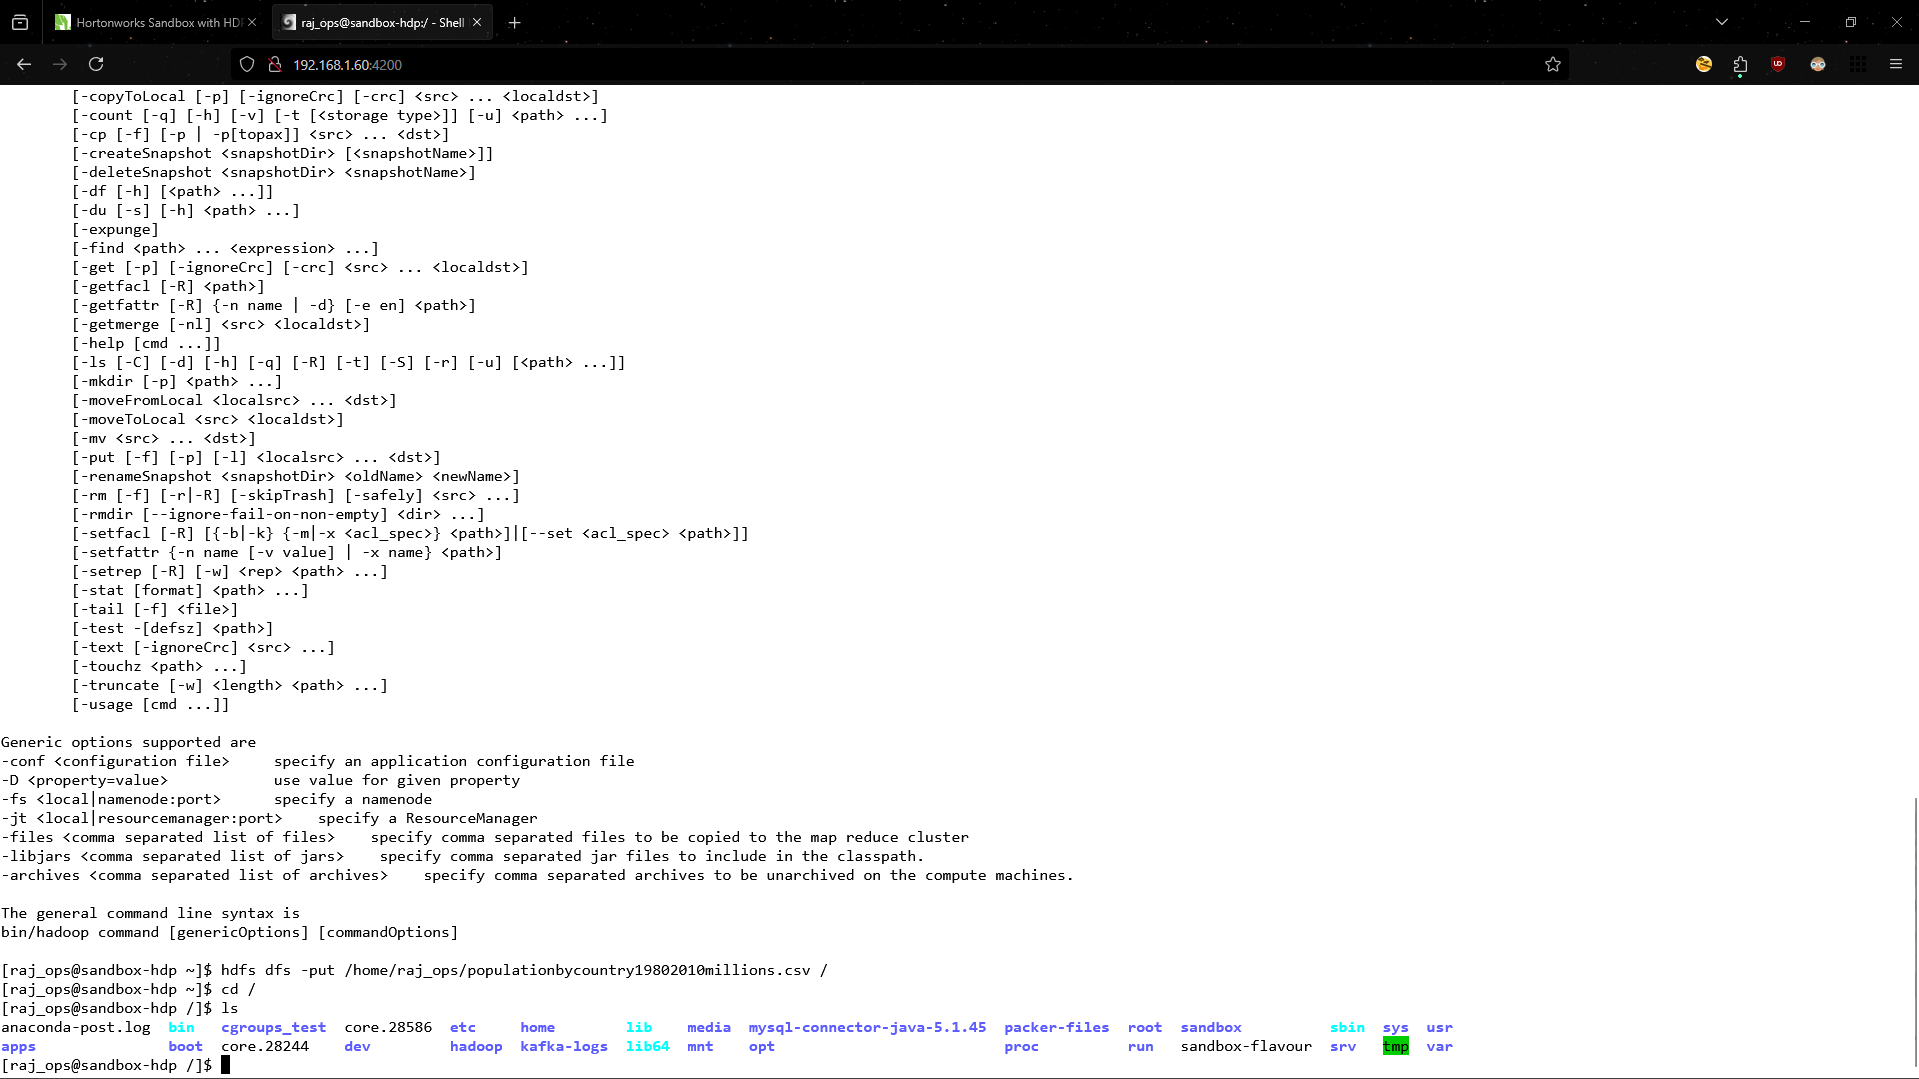 Hortonworks Sandbox with HDP
raj_ops@sandbox-hdp:/ - Shell
192.168.1.60:4200
[-copyToLocal [-p] [-ignoreCrc] [-crc] <src> ... <localdst>]
[-count [-q] [-h] [-v] [-t [<storage type>]] [-u] <path> ...]
[-cp [-f] [-p | -p[topax]] <src> ... <dst>]
[-createSnapshot <snapshotDir> [<snapshotName>]]
[-deleteSnapshot <snapshotDir> <snapshotName>]
[-df [-h] [<path> ...]]
[-du [-s] [-h] <path> ...]
[-expunge]
[-find <path> ... <expression> ...]
[-get [-p] [-ignoreCrc] [-crc] <src> ... <localdst>]
[-getfacl [-R] <path>]
[-getfattr [-R] {-n name | -d} [-e en] <path>]
[-getmerge [-nl] <src> <localdst>]
[-help [cmd ...]]
[-ls [-C] [-d] [-h] [-q] [-R] [-t] [-S] [-r] [-u] [<path> ...]]
[-mkdir [-p] <path> ...]
[-moveFromLocal <localsrc> ... <dst>]
[-moveToLocal <src> <localdst>]
[-mv <src> ... <dst>]
[-put [-f] [-p] [-l] <localsrc> ... <dst>]
[-renameSnapshot <snapshotDir> <oldName> <newName>]
[-rm [-f] [-r|-R] [-skipTrash] [-safely] <src> ...]
[-rmdir [--ignore-fail-on-non-empty] <dir> ...]
[-setfacl [-R] [{-b|-k} {-m|-x <acl_spec>} <path>]|[--set <acl_spec> <path>]]
[-setfattr {-n name [-v value] | -x name} <path>]
[-setrep [-R] [-w] <rep> <path> ...]
[-stat [format] <path> ...]
[-tail [-f] <file>]
[-test -[defsz] <path>]
[-text [-ignoreCrc] <src> ...]
[-touchz <path> ...]
[-truncate [-w] <length> <path> ...]
[-usage [cmd ...]]
Generic options supported are
-conf <configuration file>     specify an application configuration file
-D <property=value>            use value for given property
-fs <local|namenode:port>      specify a namenode
-jt <local|resourcemanager:port>    specify a ResourceManager
-files <comma separated list of files>    specify comma separated files to be copied to the map reduce cluster
-libjars <comma separated list of jars>    specify comma separated jar files to include in the classpath.
-archives <comma separated list of archives>    specify comma separated archives to be unarchived on the compute machines.
The general command line syntax is
bin/hadoop command [genericOptions] [commandOptions]
[raj_ops@sandbox-hdp ~]$ hdfs dfs -put /home/raj_ops/populationbycountry19802010millions.csv /
[raj_ops@sandbox-hdp ~]$ cd /
[raj_ops@sandbox-hdp /]$ ls
anaconda-post.log  bin   cgroups_test  core.28586  etc     home        lib    media  mysql-connector-java-5.1.45  packer-files  root  sandbox          sbin  sys  usr
apps               boot  core.28244    dev         hadoop  kafka-logs  lib64  mnt    opt                          proc          run   sandbox-flavour  srv   tmp  var
[raj_ops@sandbox-hdp /]$